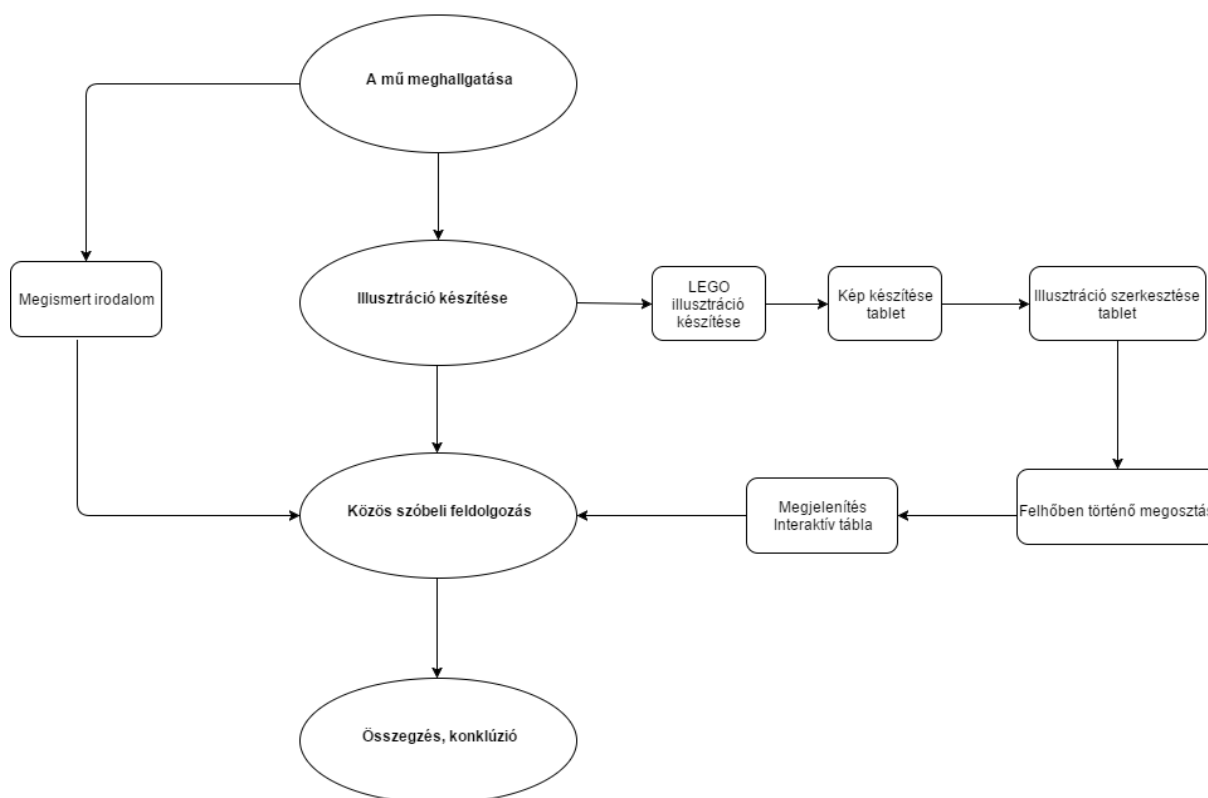 A mű meghallgatása
Megismert irodalom
Illusztráció készítése
LEGO
illusztráció
készítése
Kép készítése
tablet
Illusztráció szerkesztése
tablet
Közös szóbeli feldolgozás
Megjelenítés
Interaktív tábla
Felhőben történő megosztás
Összegzés, konklúzió